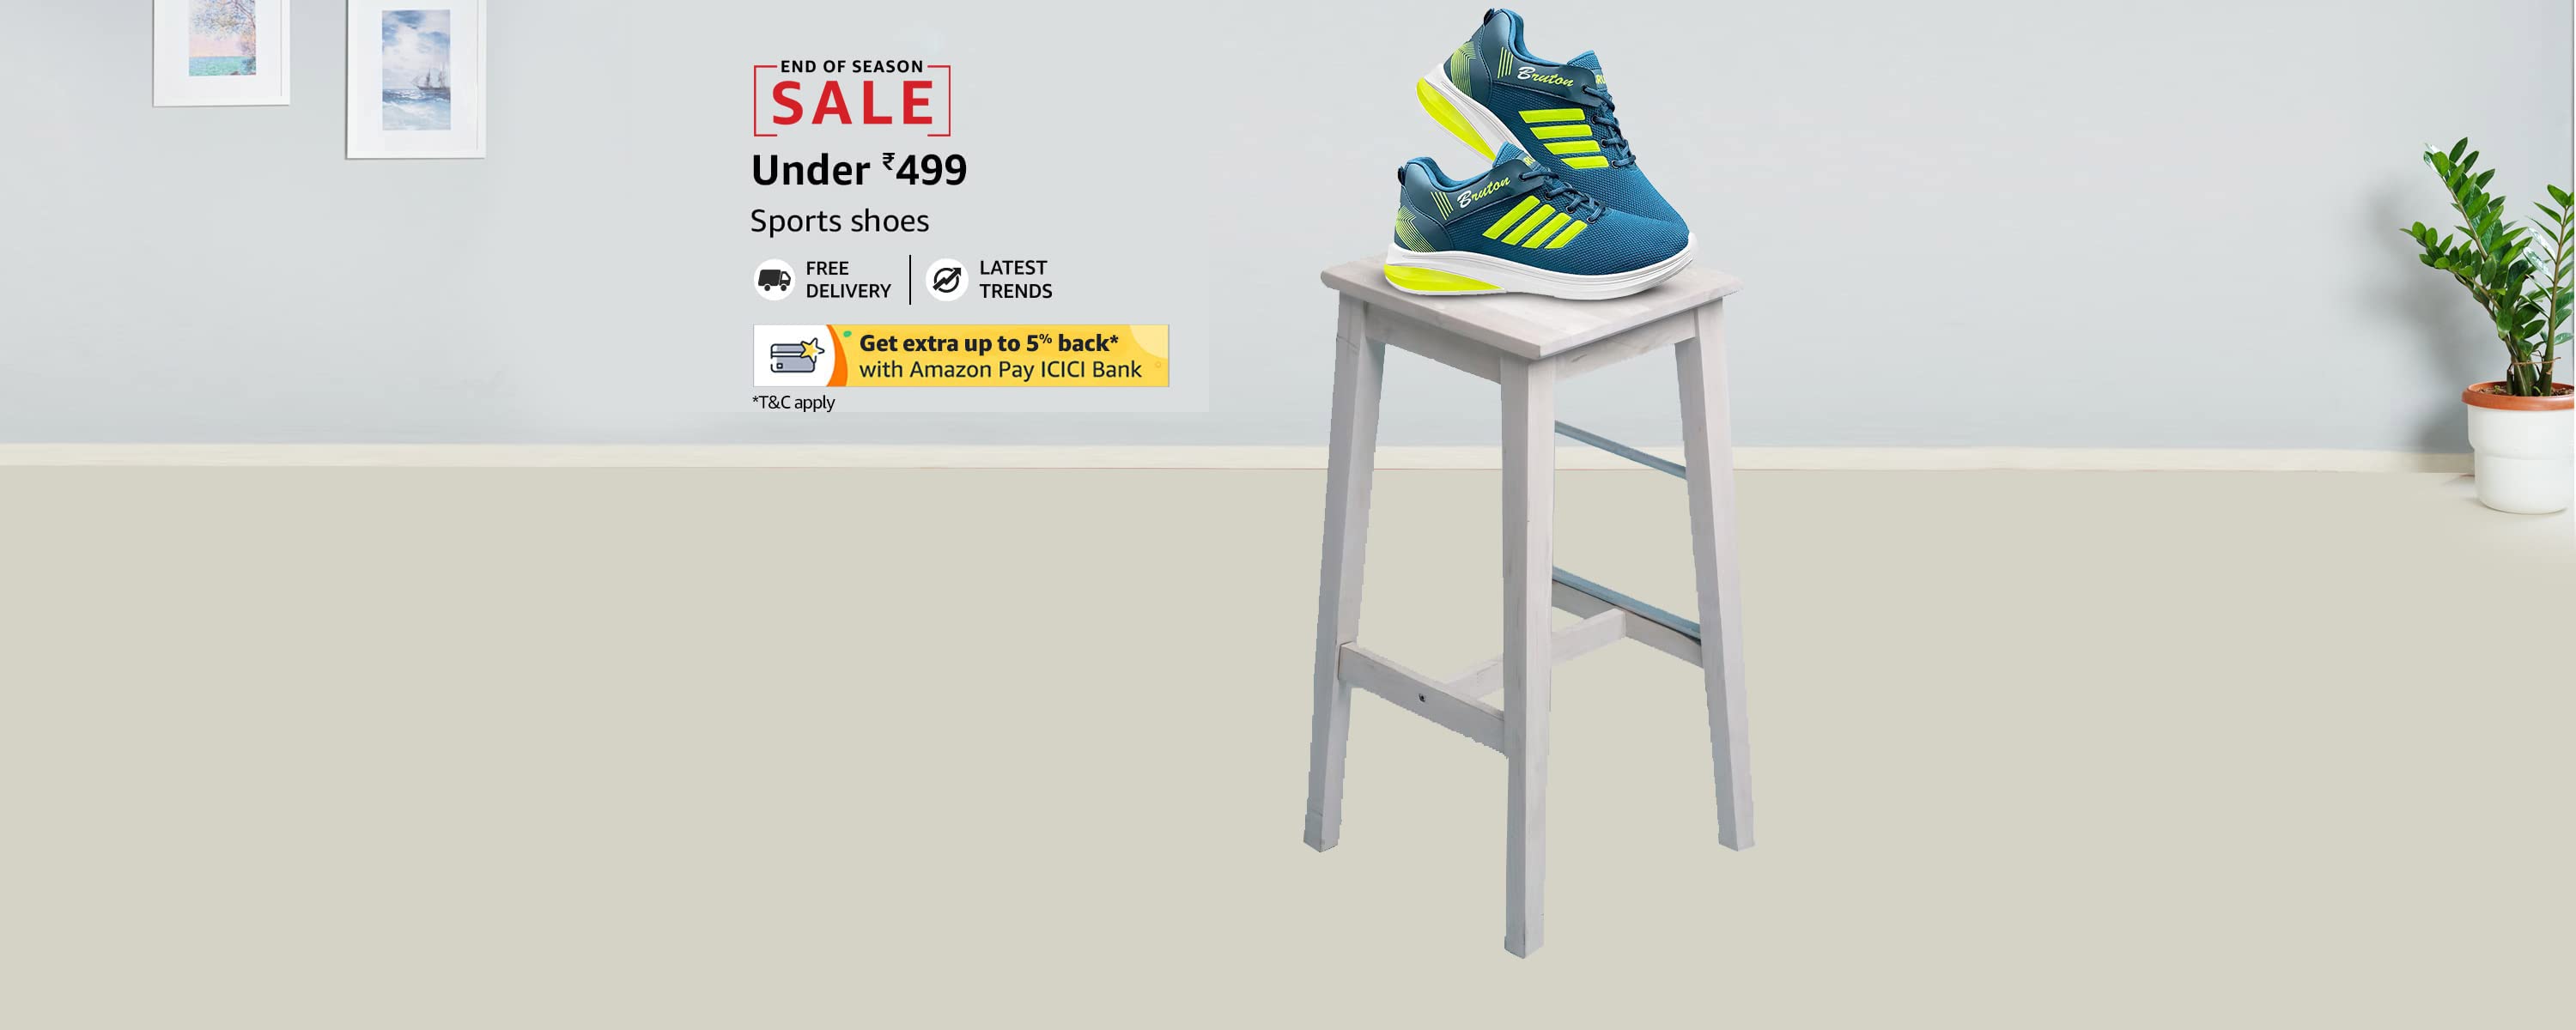 END OF SEASON
SALE
Under ₹499
Sports shoes
FREE
DELIVERY
LATEST
TRENDS
Get extra up to 5% back*
with Amazon Pay ICICI Bank
*T&C apply
Bruton
Bruton